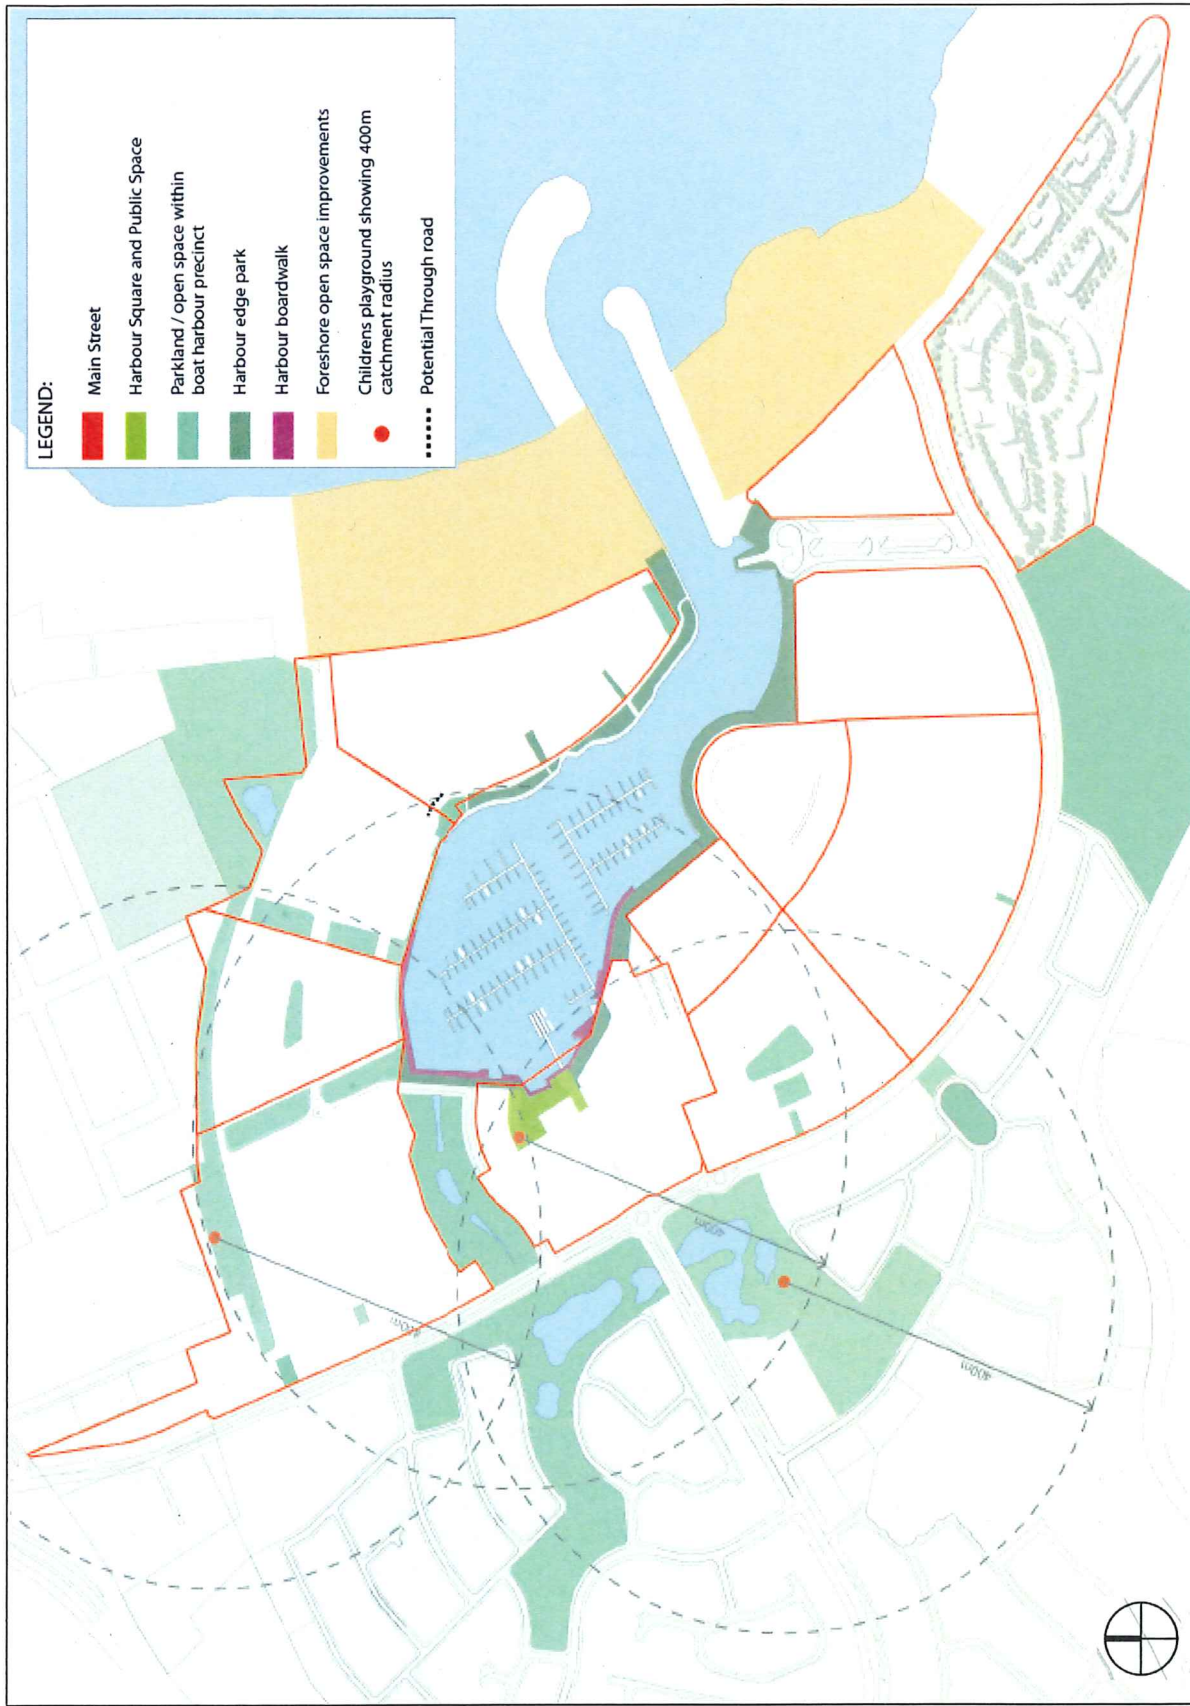 LEGEND:
Main Street
Harbour Square and Public Space
Parkland / open space within
boat harbour precinct
Harbour edge park
Harbour boardwalk
Foreshore open space improvements
Childrens playground showing 400m
catchment radius
Potential Through road
400m
400m
400m